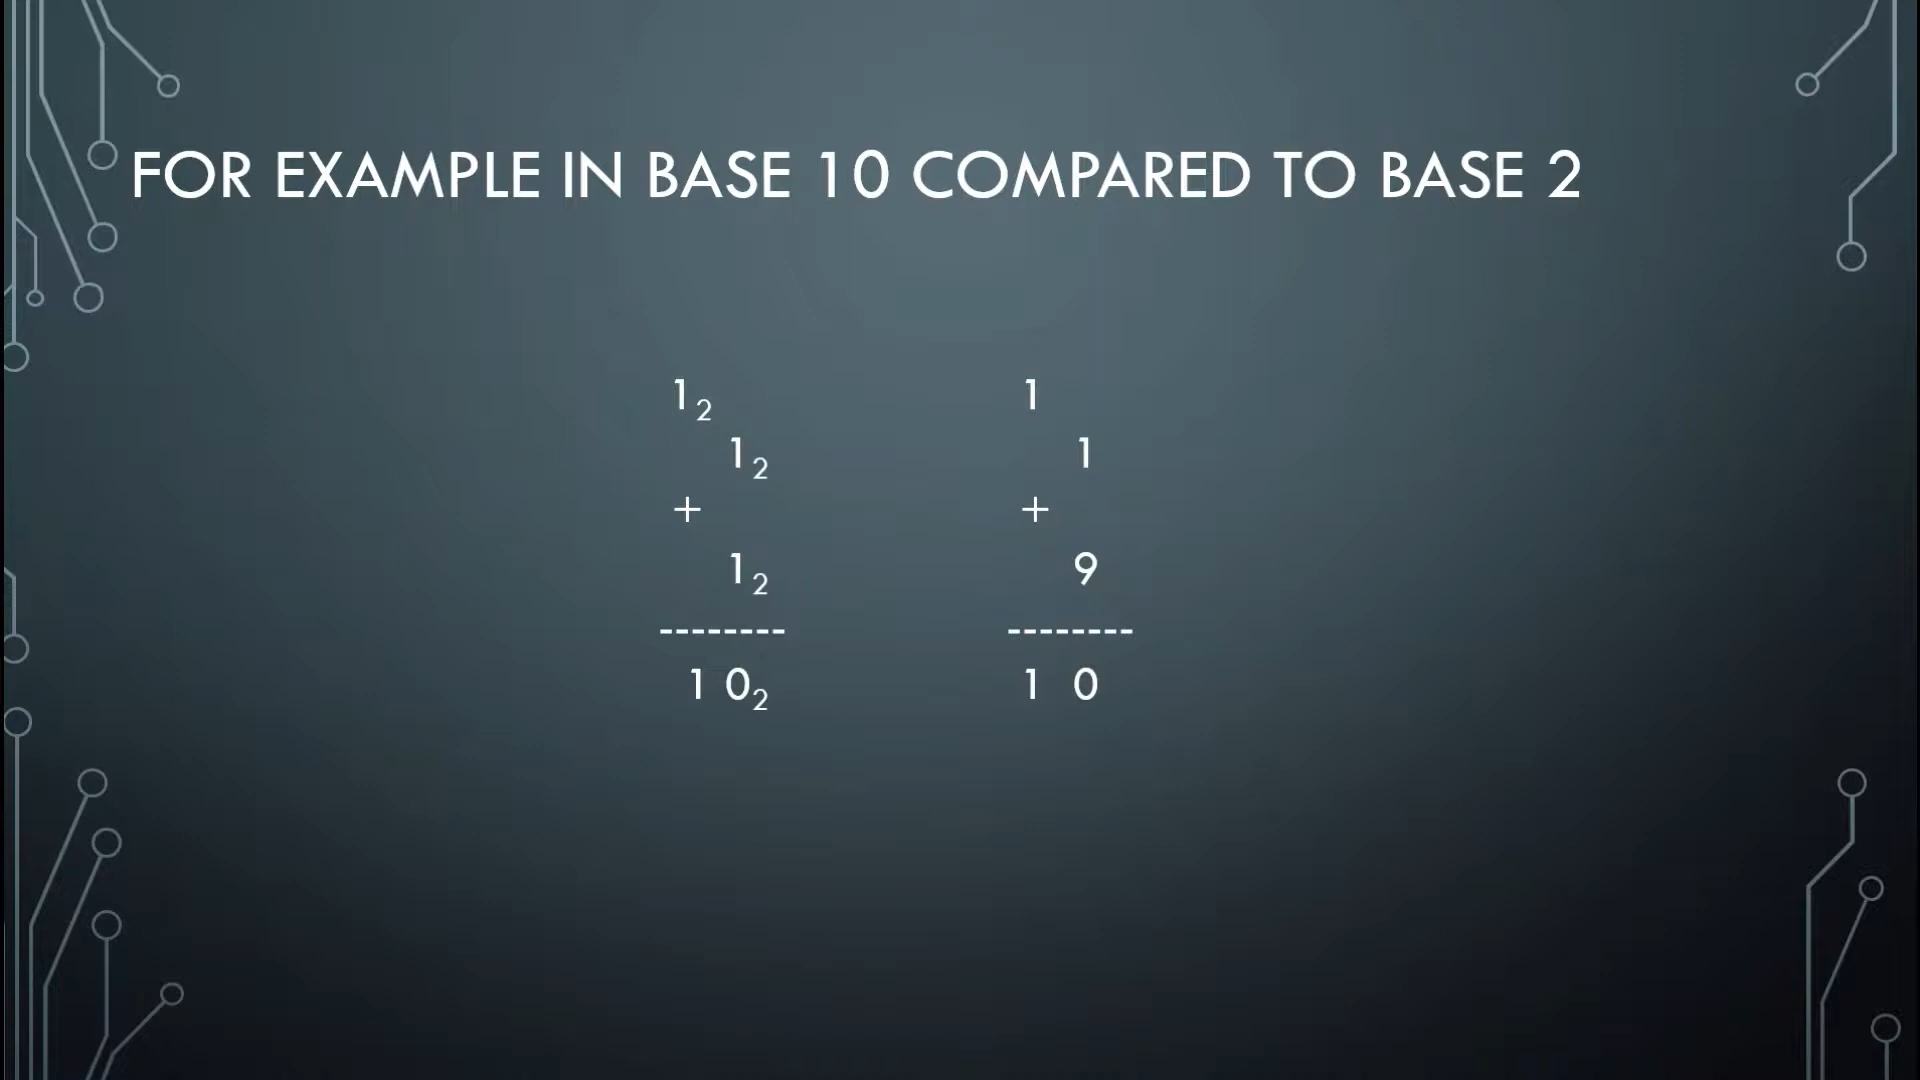 FOR EXAMPLE IN BASE 10 COMPARED TO BASE 2
1₂ 1
1₂ 1
+ +
1₂ 9
-------- --------
1 0₂ 1 0